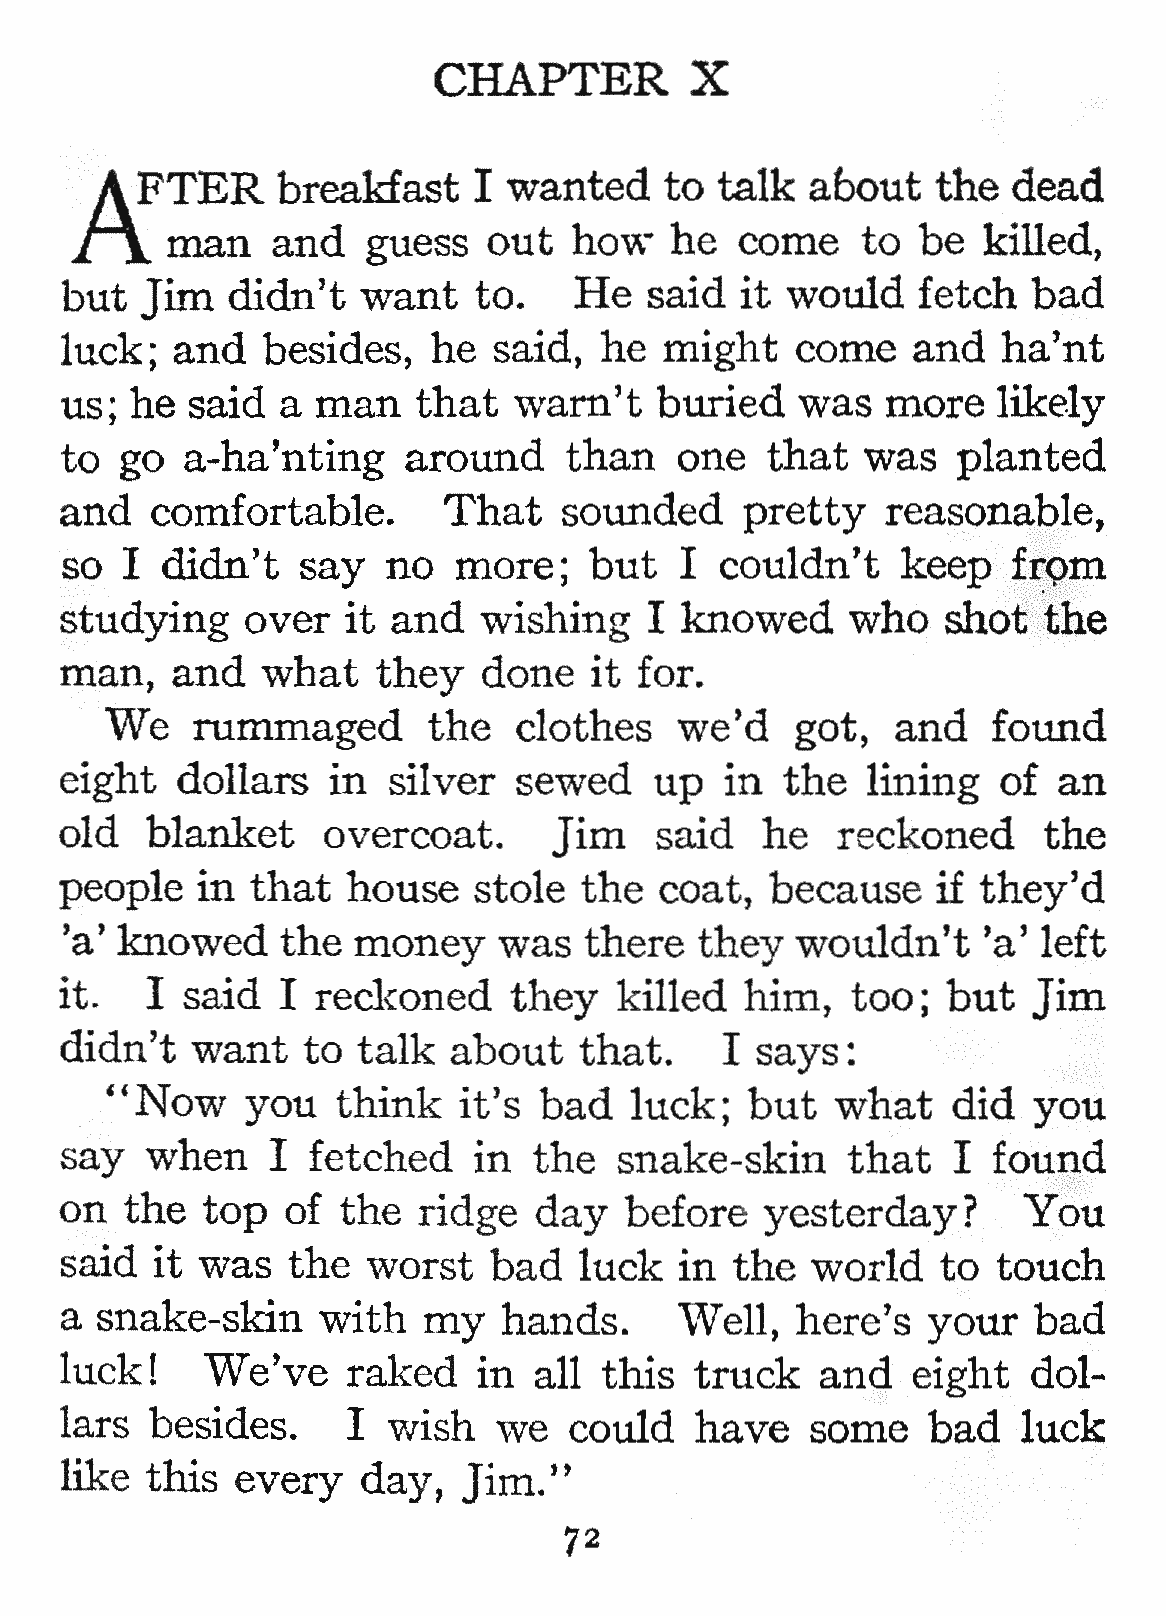 CHAPTER X
AFTER breakfast I wanted to talk about the dead
man and guess out how he come to be killed,
but Jim didn’t want to. He said it would fetch bad
luck; and besides, he said, he might come and ha’nt
us; he said a man that warn’t buried was more likely
to go a-ha’nting around than one that was planted
and comfortable. That sounded pretty reasonable,
so I didn’t say no more; but I couldn’t keep from
studying over it and wishing I knowed who shot the
man, and what they done it for.
We rummaged the clothes we’d got, and found
eight dollars in silver sewed up in the lining of an
old blanket overcoat. Jim said he reckoned the
people in that house stole the coat, because if they’d
’a’ knowed the money was there they wouldn’t ’a’ left
it. I said I reckoned they killed him, too; but Jim
didn’t want to talk about that. I says:
“Now you think it’s bad luck; but what did you
say when I fetched in the snake-skin that I found
on the top of the ridge day before yesterday? You
said it was the worst bad luck in the world to touch
a snake-skin with my hands. Well, here’s your bad
luck! We’ve raked in all this truck and eight dol-
lars besides. I wish we could have some bad luck
like this every day, Jim.”
72